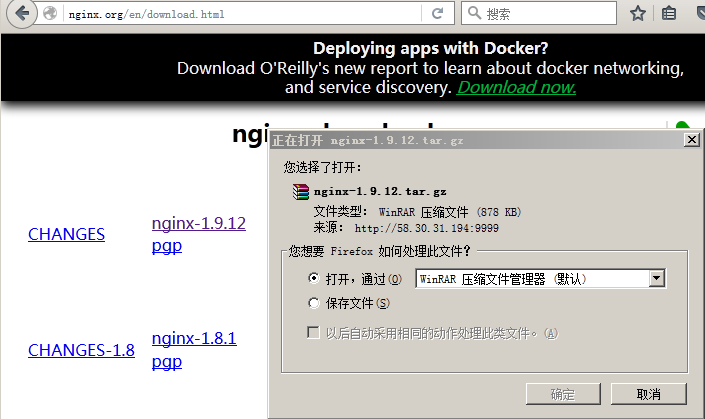 nginx.org/en/download.html
搜索
Deploying apps with Docker?
Download O'Reilly's new report to learn about docker networking,
and service discovery. Download now.
正在打开 nginx-1.9.12.tar.gz
您选择了打开:
nginx-1.9.12.tar.gz
文件类型: WinRAR 压缩文件 (878 KB)
来源: http://58.30.31.194:9999
您想要 Firefox 如何处理此文件?
打开,通过(O) WinRAR 压缩文件管理器 (默认)
保存文件(S)
以后自动采用相同的动作处理此类文件。(A)
确定 取消
CHANGES
nginx-1.9.12
pgp
CHANGES-1.8
nginx-1.8.1
pgp